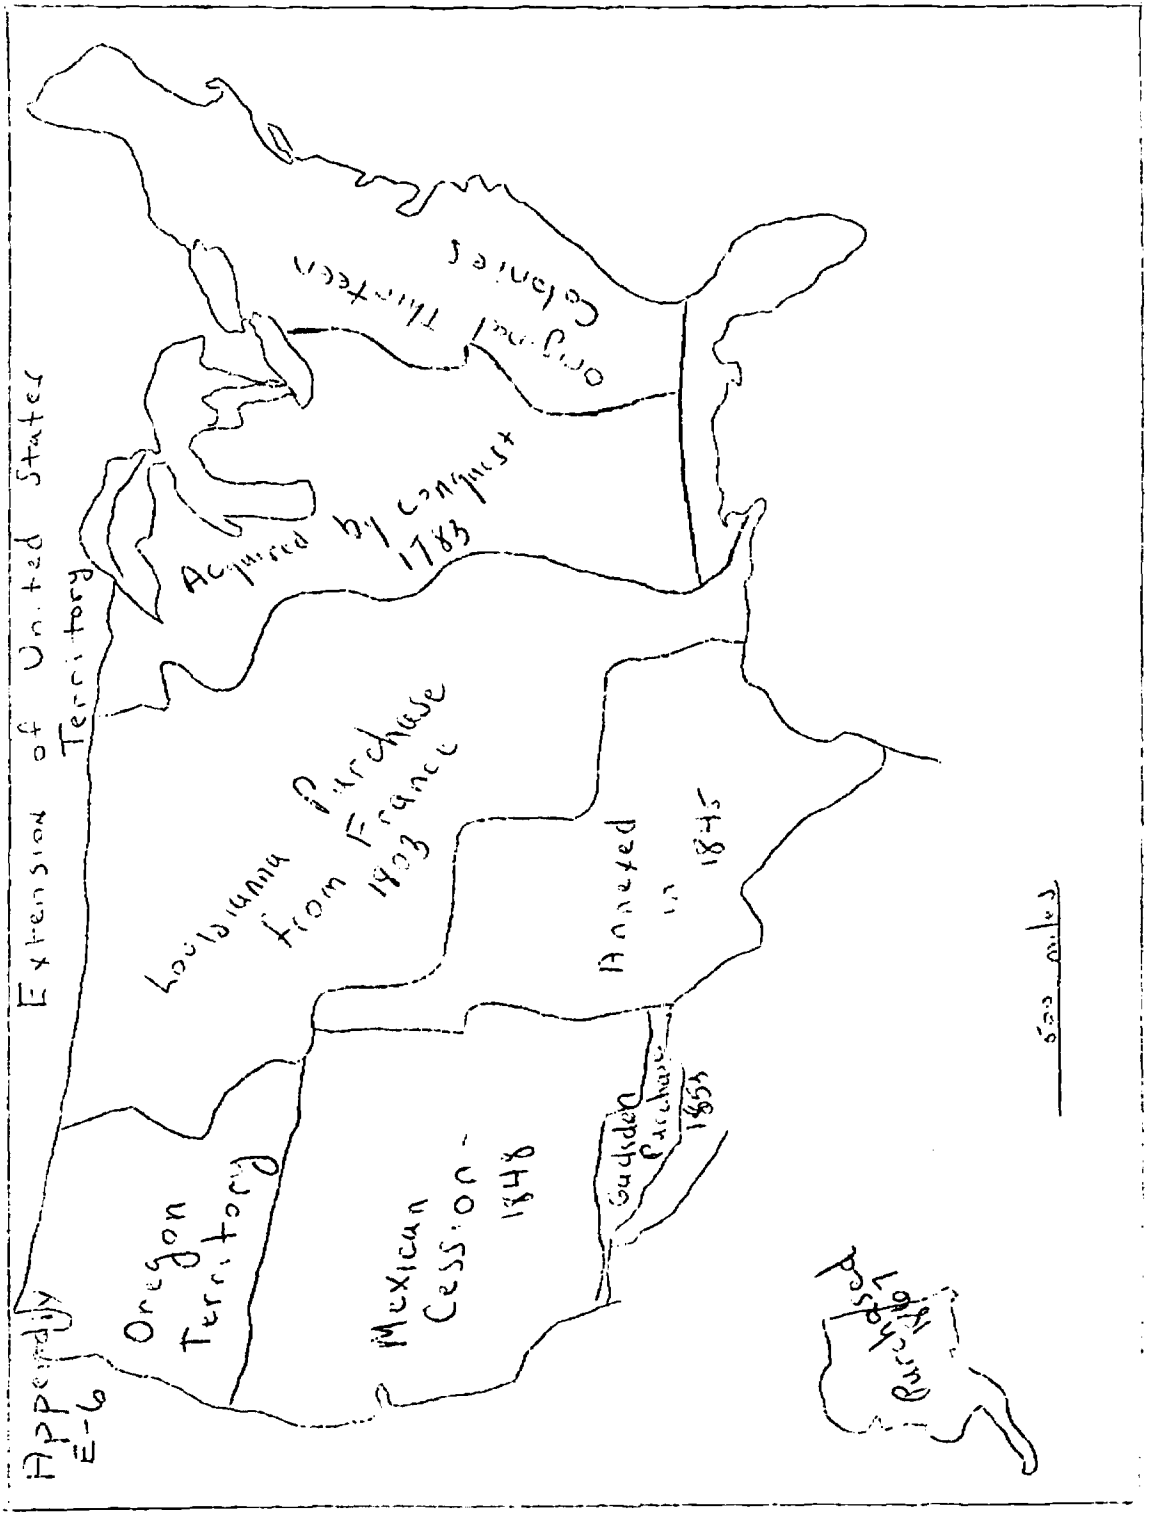 Appendix
E-6
Extension of United States
Territory
Oregon
Territory
Louisianna Purchase
from France
1803
Acquired by Conquest
1783
Original Thirteen
Colonies
Mexican
Cession-
1848
Annexed
in
1845
Gadsden
Purchase
1853
Purchased
1867
500 miles